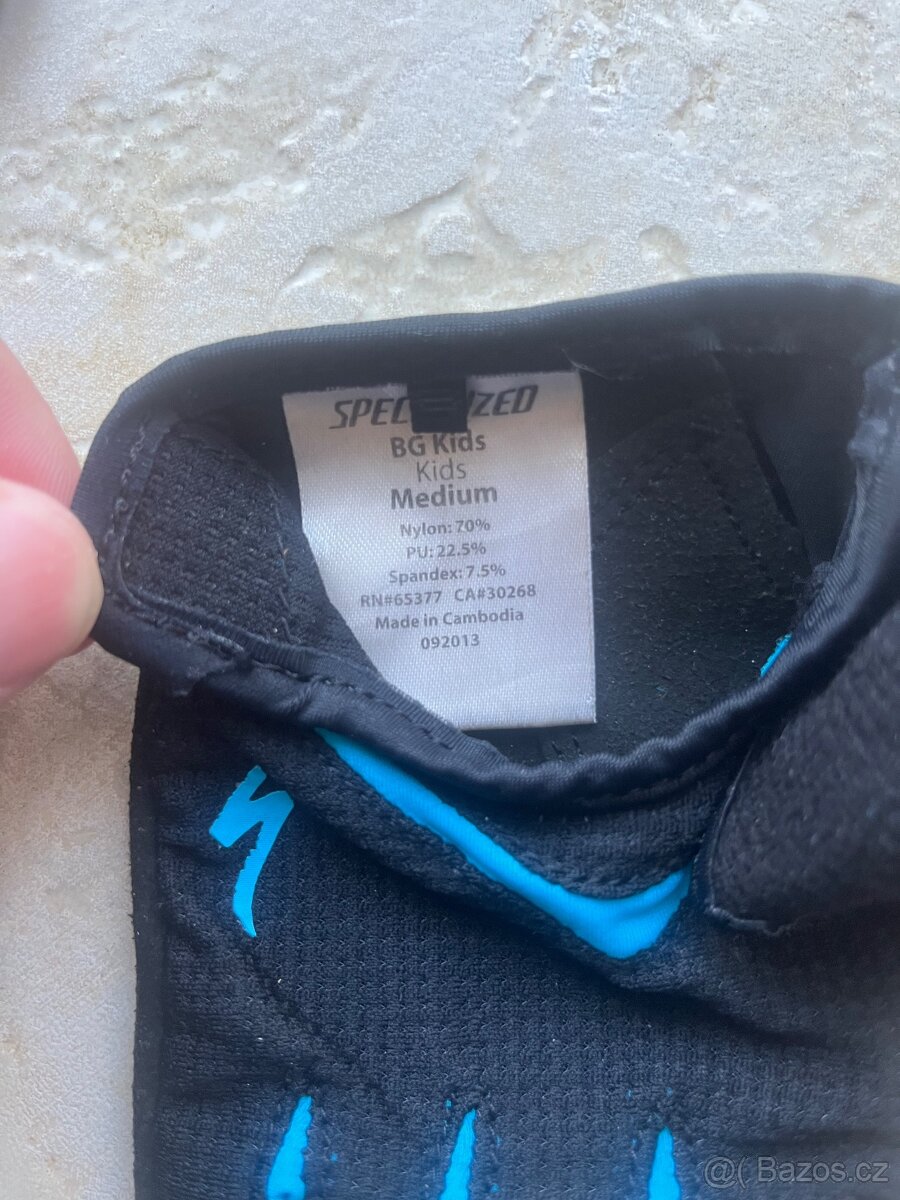 SPECIALIZED
BG Kids
Kids
Medium
Nylon: 70%
PU: 22.5%
Spandex: 7.5%
RN#65377 CA#30268
Made in Cambodia
092013
@( Bazos.cz